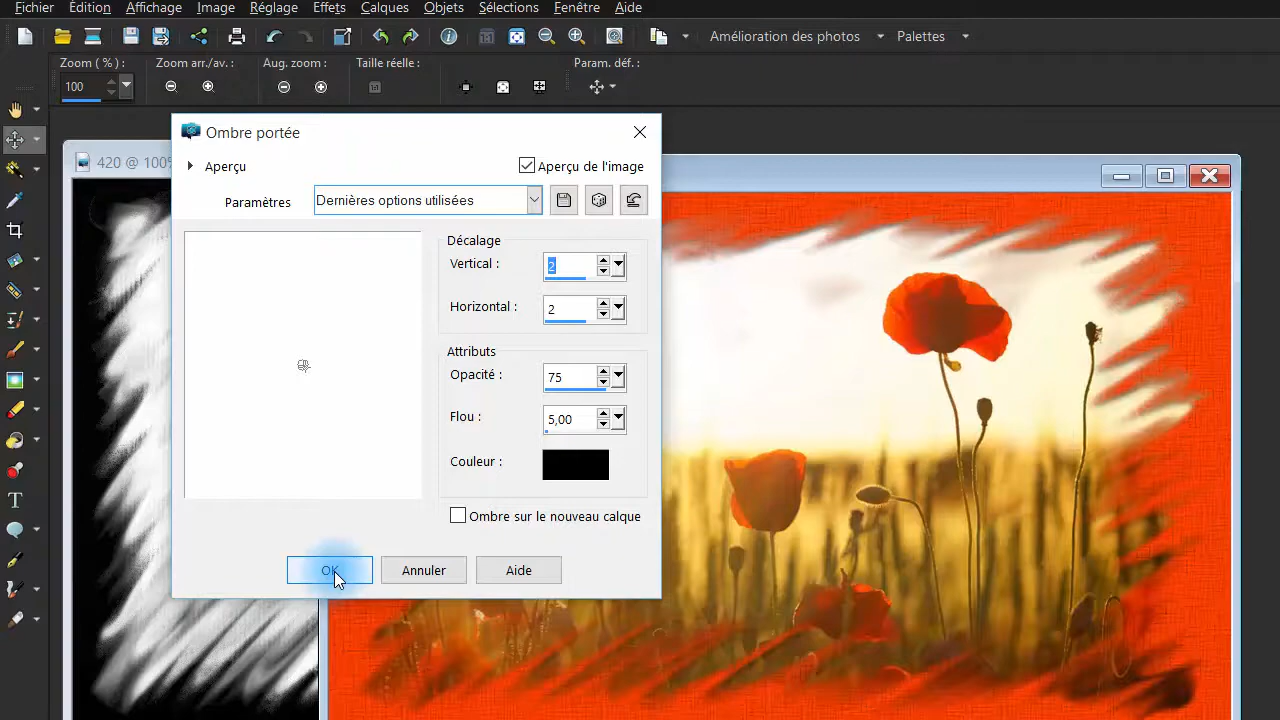 Fichier Édition Affichage Image Réglage Effets Calques Objets Sélections Fenêtre Aide
Amélioration des photos Palettes
Zoom ( % ) : Zoom arr./av. : Aug. zoom : Taille réelle : Param. déf. :
100
420 @ 100%
Ombre portée
Aperçu Aperçu de l'image
Paramètres Dernières options utilisées
Décalage
Vertical : 2
Horizontal : 2
Attributs
Opacité : 75
Flou : 5,00
Couleur :
Ombre sur le nouveau calque
OK Annuler Aide